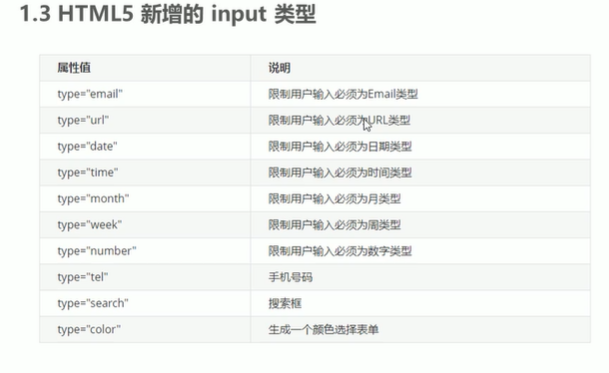 1.3 HTML5 新增的 input 类型
属性值 说明
type="email" 限制用户输入必须为Email类型
type="url" 限制用户输入必须为URL类型
type="date" 限制用户输入必须为日期类型
type="time" 限制用户输入必须为时间类型
type="month" 限制用户输入必须为月类型
type="week" 限制用户输入必须为周类型
type="number" 限制用户输入必须为数字类型
type="tel" 手机号码
type="search" 搜索框
type="color" 生成一个颜色选择表单